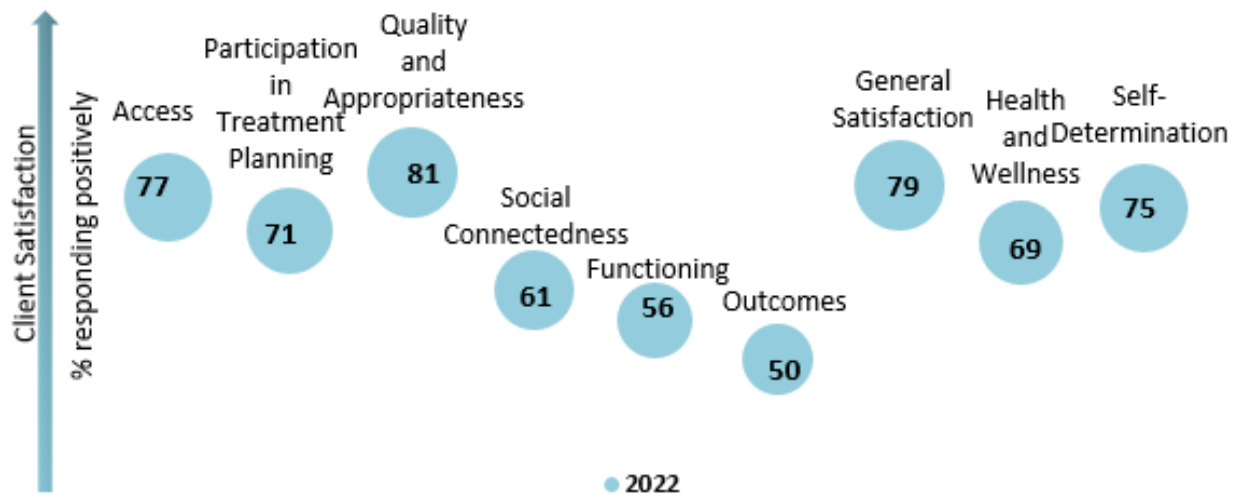 Client Satisfaction
% responding positively
Access
77
Participation
in
Treatment
Planning
71
Quality
and
Appropriateness
81
Social
Connectedness
61
Functioning
56
Outcomes
50
General
Satisfaction
79
Health
and
Wellness
69
Self-
Determination
75
2022